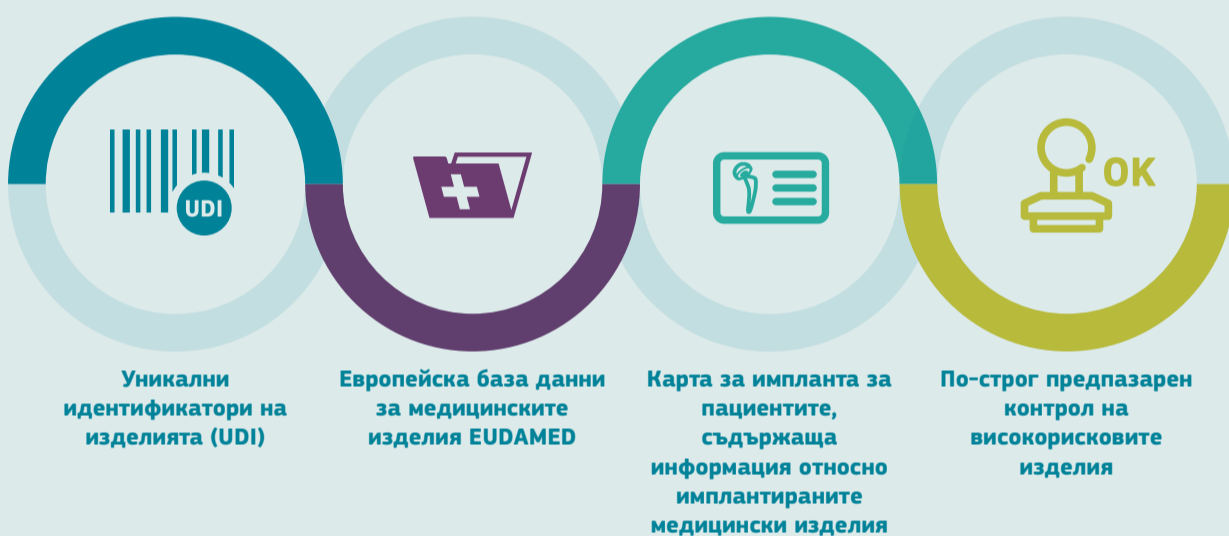 UDI
OK
Уникални
идентификатори на
изделията (UDI)
Европейска база данни
за медицинските
изделия EUDAMED
Карта за импланта за
пациентите,
съдържаща
информация относно
имплантираните
медицински изделия
По-строг предпазарен
контрол на
високорисковите
изделия